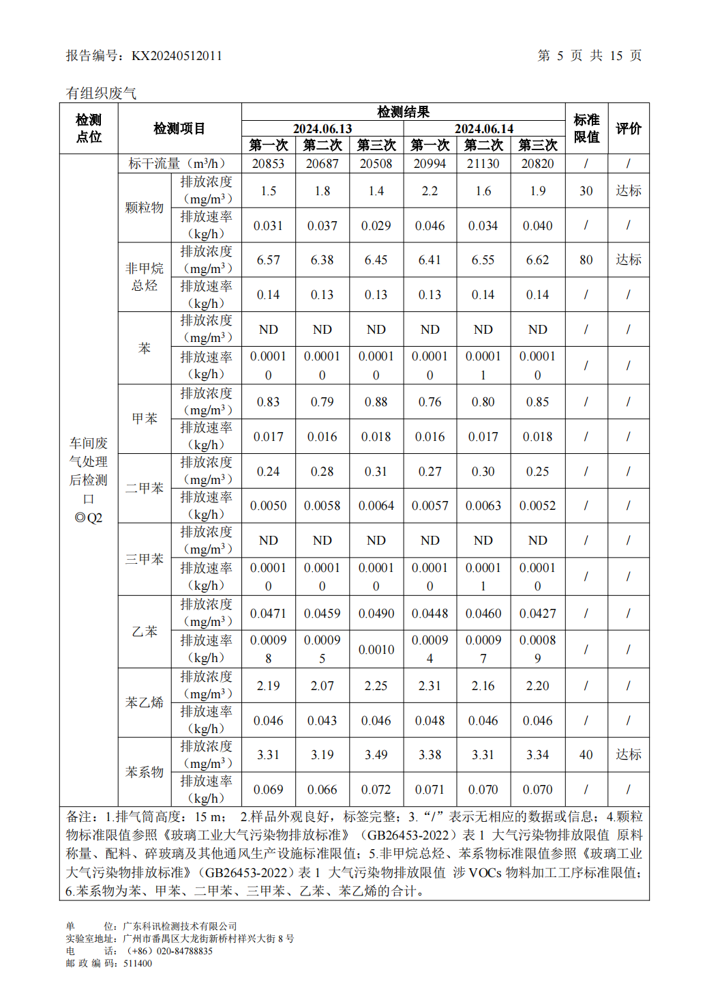 报告编号：KX20240512011 第 5 页 共 15 页
有组织废气
检测点位 检测项目 检测结果 标准限值 评价
2024.06.13 2024.06.14
第一次 第二次 第三次 第一次 第二次 第三次
车间废气处理后检测口◎Q2
标干流量（m³/h） 20853 20687 20508 20994 21130 20820 / /
颗粒物 排放浓度（mg/m³） 1.5 1.8 1.4 2.2 1.6 1.9 30 达标
排放速率（kg/h） 0.031 0.037 0.029 0.046 0.034 0.040 / /
非甲烷总烃 排放浓度（mg/m³） 6.57 6.38 6.45 6.41 6.55 6.62 80 达标
排放速率（kg/h） 0.14 0.13 0.13 0.13 0.14 0.14 / /
苯 排放浓度（mg/m³） ND ND ND ND ND ND / /
排放速率（kg/h） 0.00010 0.00010 0.00010 0.00010 0.00011 0.00010 / /
甲苯 排放浓度（mg/m³） 0.83 0.79 0.88 0.76 0.80 0.85 / /
排放速率（kg/h） 0.017 0.016 0.018 0.016 0.017 0.018 / /
二甲苯 排放浓度（mg/m³） 0.24 0.28 0.31 0.27 0.30 0.25 / /
排放速率（kg/h） 0.0050 0.0058 0.0064 0.0057 0.0063 0.0052 / /
三甲苯 排放浓度（mg/m³） ND ND ND ND ND ND / /
排放速率（kg/h） 0.00010 0.00010 0.00010 0.00010 0.00011 0.00010 / /
乙苯 排放浓度（mg/m³） 0.0471 0.0459 0.0490 0.0448 0.0460 0.0427 / /
排放速率（kg/h） 0.00098 0.00095 0.0010 0.00094 0.00097 0.00089 / /
苯乙烯 排放浓度（mg/m³） 2.19 2.07 2.25 2.31 2.16 2.20 / /
排放速率（kg/h） 0.046 0.043 0.046 0.048 0.046 0.046 / /
苯系物 排放浓度（mg/m³） 3.31 3.19 3.49 3.38 3.31 3.34 40 达标
排放速率（kg/h） 0.069 0.066 0.072 0.071 0.070 0.070 / /
备注：1.排气筒高度：15 m； 2.样品外观良好，标签完整；3.“/”表示无相应的数据或信息；4.颗粒
物标准限值参照《玻璃工业大气污染物排放标准》（GB26453-2022）表 1 大气污染物排放限值 原料
称量、配料、碎玻璃及其他通风生产设施标准限值；5.非甲烷总烃、苯系物标准限值参照《玻璃工业
大气污染物排放标准》（GB26453-2022）表 1 大气污染物排放限值 涉 VOCs 物料加工工序标准限值；
6.苯系物为苯、甲苯、二甲苯、三甲苯、乙苯、苯乙烯的合计。
单 位：广东科讯检测技术有限公司
实验室地址：广州市番禺区大龙街新桥村祥兴大街 8 号
电 话：（+86）020-84788835
邮 政 编 码：511400